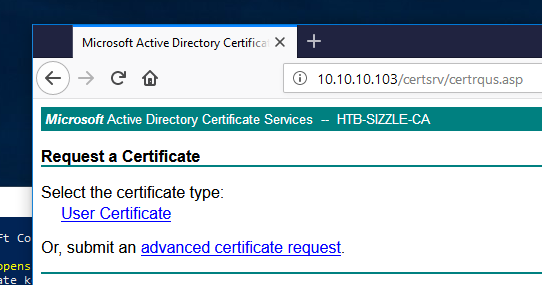 Microsoft Active Directory Certifica
10.10.10.103/certsrv/certrqus.asp
Microsoft Active Directory Certificate Services -- HTB-SIZZLE-CA
Request a Certificate
Select the certificate type:
User Certificate
Or, submit an advanced certificate request.
ft Co
opens
ate k